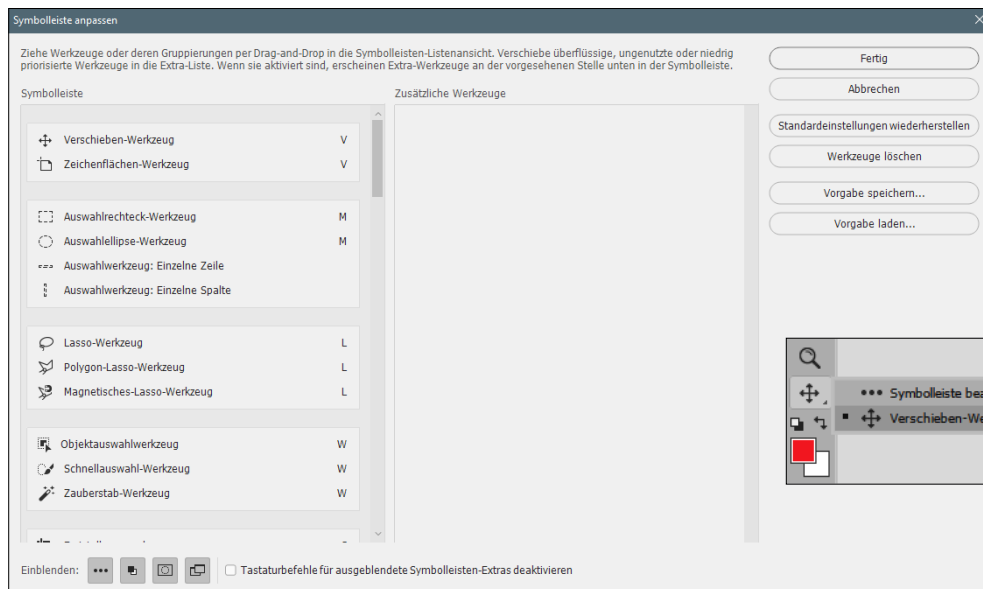 Symbolleiste anpassen
Ziehe Werkzeuge oder deren Gruppierungen per Drag-and-Drop in die Symbolleisten-Listenansicht. Verschiebe überflüssige, ungenutzte oder niedrig
priorisierte Werkzeuge in die Extra-Liste. Wenn sie aktiviert sind, erscheinen Extra-Werkzeuge an der vorgesehenen Stelle unten in der Symbolleiste.
Symbolleiste
Verschieben-Werkzeug V
Zeichenflächen-Werkzeug V
Auswahlrechteck-Werkzeug M
Auswahlellipse-Werkzeug M
Auswahlwerkzeug: Einzelne Zeile
Auswahlwerkzeug: Einzelne Spalte
Lasso-Werkzeug L
Polygon-Lasso-Werkzeug L
Magnetisches-Lasso-Werkzeug L
Objektauswahlwerkzeug W
Schnellauswahl-Werkzeug W
Zauberstab-Werkzeug W
Zusätzliche Werkzeuge
Fertig
Abbrechen
Standardeinstellungen wiederherstellen
Werkzeuge löschen
Vorgabe speichern...
Vorgabe laden...
Symbolleiste bea
Verschieben-We
Einblenden:
Tastaturbefehle für ausgeblendete Symbolleisten-Extras deaktivieren